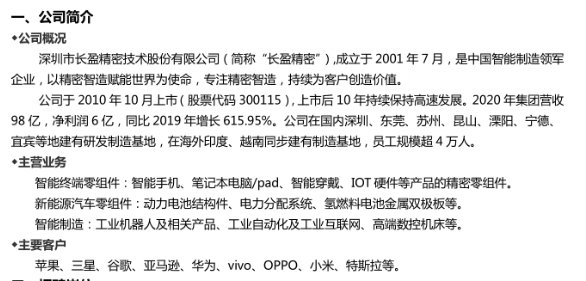 一、公司简介
◆公司概况
深圳市长盈精密技术股份有限公司（简称“长盈精密”）,成立于 2001 年 7 月，是中国智能制造领军
企业，以精密智造赋能世界为使命，专注精密智造，持续为客户创造价值。
公司于 2010 年 10 月上市（股票代码 300115），上市后 10 年持续保持高速发展。2020 年集团营收
98 亿，净利润 6 亿，同比 2019 年增长 615.95%。公司在国内深圳、东莞、苏州、昆山、溧阳、宁德、
宜宾等地建有研发制造基地，在海外印度、越南同步建有制造基地，员工规模超 4 万人。
◆主营业务
智能终端零组件：智能手机、笔记本电脑/pad、智能穿戴、IOT 硬件等产品的精密零组件。
新能源汽车零组件：动力电池结构件、电力分配系统、氢燃料电池金属双极板等。
智能制造：工业机器人及相关产品、工业自动化及工业互联网、高端数控机床等。
◆主要客户
苹果、三星、谷歌、亚马逊、华为、vivo、OPPO、小米、特斯拉等。